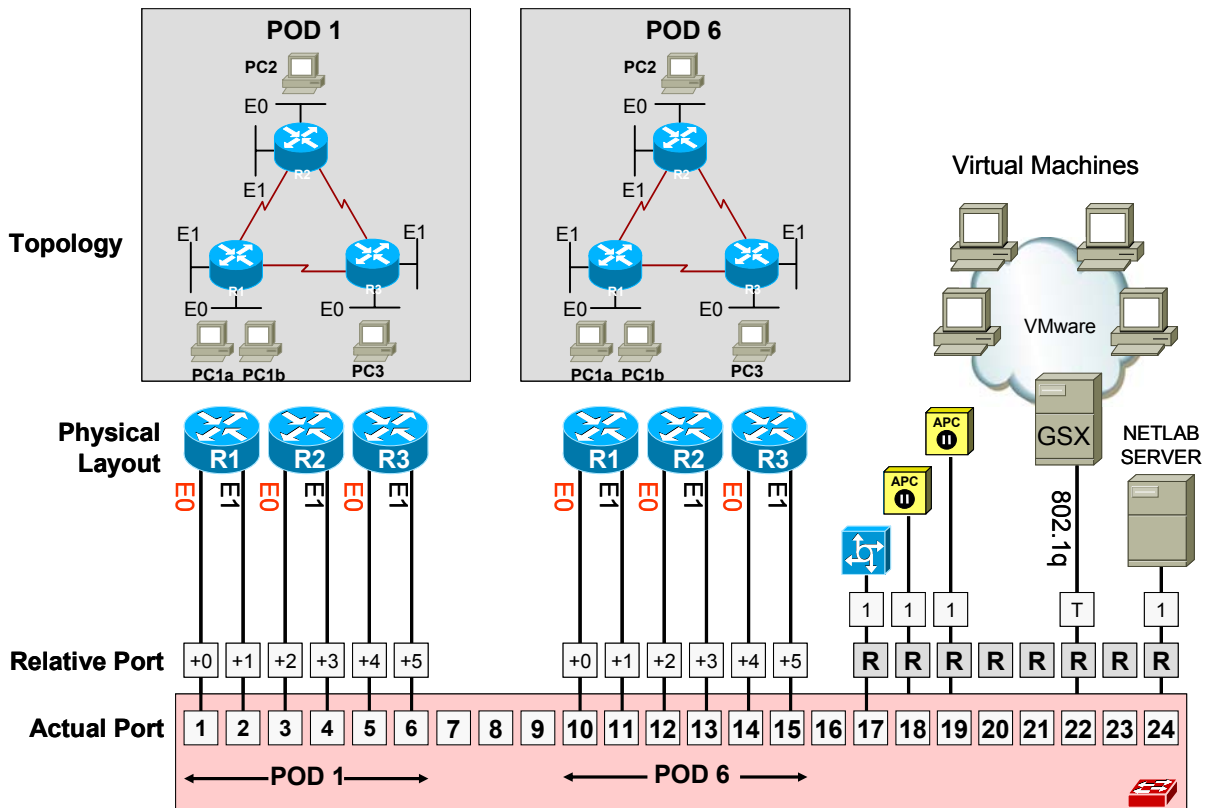 POD 1
PC2
E0
R2
E1
E1
E1
R1
R3
E0
E0
PC1a PC1b
PC3
POD 6
PC2
E0
R2
E1
E1
E1
R1
R3
E0
E0
PC1a PC1b
PC3
Virtual Machines
VMware
Topology
Physical
Layout
R1 R2 R3
E0 E1 E0 E1 E0 E1
R1 R2 R3
E0 E1 E0 E1 E0 E1
APC
APC
GSX
802.1q
NETLAB
SERVER
1 1 1 T 1
Relative Port +0 +1 +2 +3 +4 +5 +0 +1 +2 +3 +4 +5 R R R R R R R R
Actual Port 1 2 3 4 5 6 7 8 9 10 11 12 13 14 15 16 17 18 19 20 21 22 23 24
POD 1 POD 6